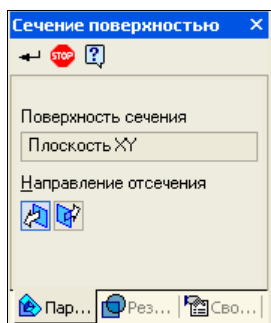 Сечение поверхностью
STOP
Поверхность сечения
Плоскость XY
Направление отсечения
Пар... Рез... Сво...